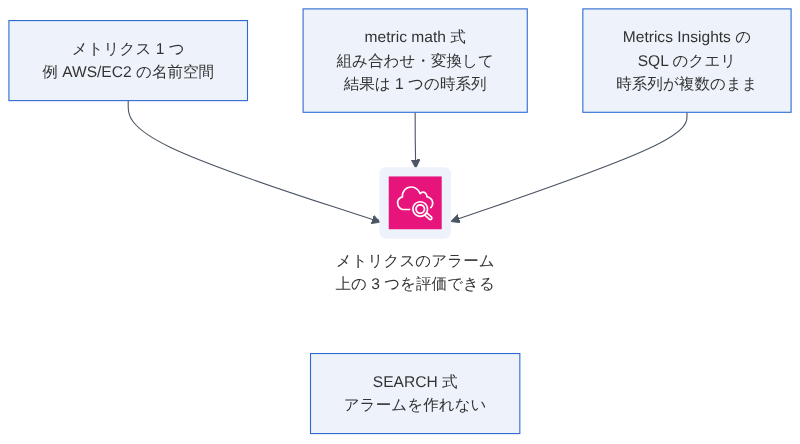 メトリクス 1 つ
例 AWS/EC2 の名前空間
metric math 式
組み合わせ・変換して
結果は 1 つの時系列
Metrics Insights の
SQL のクエリ
時系列が複数のまま
メトリクスのアラーム
上の 3 つを評価できる
SEARCH 式
アラームを作れない